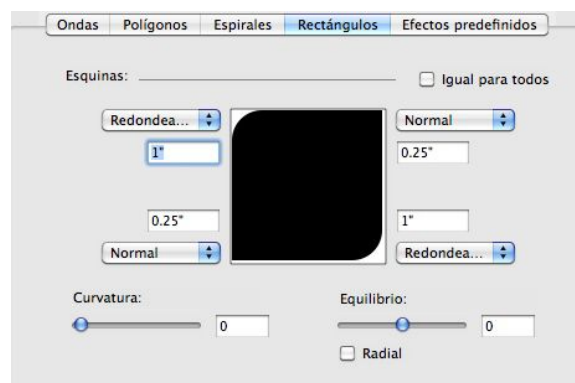 Ondas Polígonos Espirales Rectángulos Efectos predefinidos
Esquinas: Igual para todos
Redondea... Normal
1" 0.25"
0.25" 1"
Normal Redondea...
Curvatura: Equilibrio:
0 0
Radial